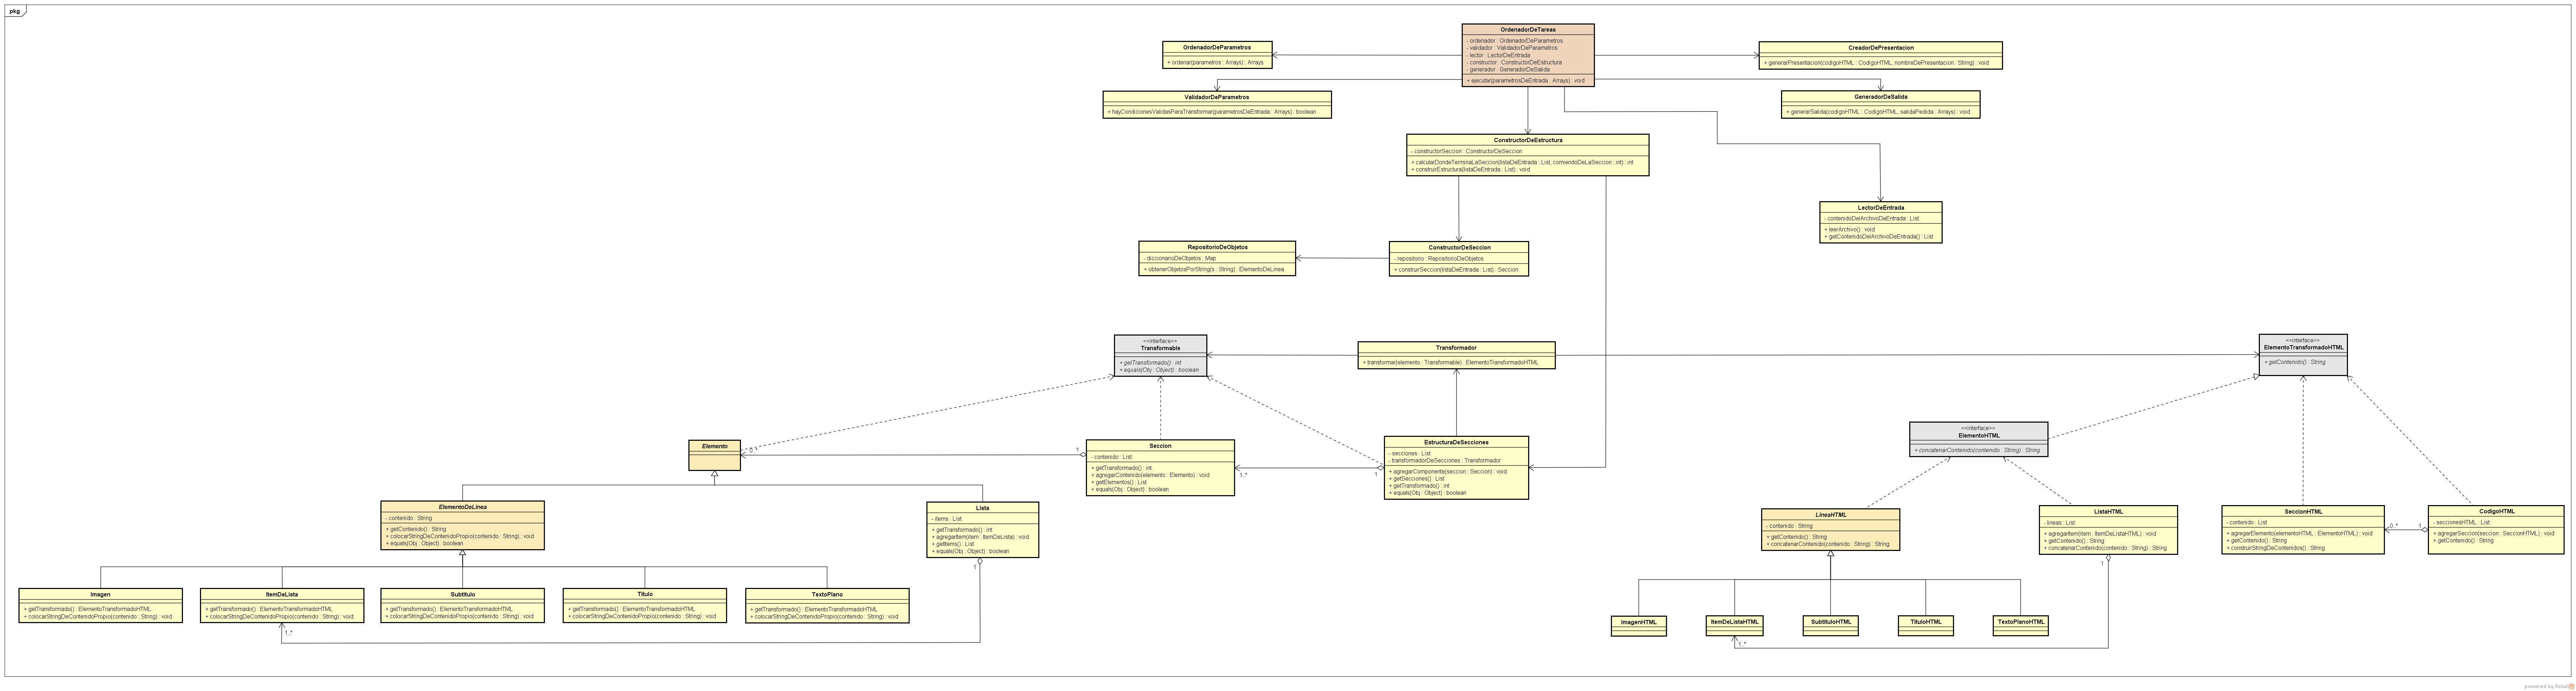 pkg
OrdenadorDeTareas
- ordenador : OrdenadorDeParametros
- validador : ValidadorDeParametros
- lector : LectorDeEntrada
- constructor : ConstructorDeEstructura
- generador : GeneradorDeSalida
+ ejecutar(parametrosDeEntrada : Arrays) : void
OrdenadorDeParametros
+ ordenar(parametros : Arrays) : Arrays
CreadorDePresentacion
+ generarPresentacion(codigoHTML : CodigoHTML, nombreDePresentacion : String) : void
ValidadorDeParametros
+ hayCondicionesValidasParaTransformar(parametrosDeEntrada : Arrays) : boolean
GeneradorDeSalida
+ generarSalida(codigoHTML : CodigoHTML, salidaPedida : Arrays) : void
ConstructorDeEstructura
- constructorSeccion : ConstructorDeSeccion
+ calcularDondeTerminaLaSeccion(listaDeEntrada : List, comiendoDeLaSeccion : int) : int
+ construirEstructura(listaDeEntrada : List) : void
LectorDeEntrada
- contenidoDelArchivoDeEntrada : List
+ leerArchivo() : void
+ getContenidoDelArchivoDeEntrada() : List
RepositorioDeObjetos
- diccionarioDeObjetos : Map
+ obtenerObjetosPorString(s : String) : ElementoDeLinea
ConstructorDeSeccion
- repositorio : RepositorioDeObjetos
+ construirSeccion(listaDeEntrada : List) : Seccion
<<interface>>
Transformable
+ getTransformado() : int
+ equals(Obj : Object) : boolean
Transformador
+ transformar(elemento : Transformable) : ElementoTransformadoHTML
<<interface>>
ElementoTransformadoHTML
+ getContenido() : String
<<interface>>
ElementoHTML
+ concatenarContenido(contenido : String) : String
Elemento
0..*
1
Seccion
- contenido : List
+ getTransformado() : int
+ agregarContenido(elemento : Elemento) : void
+ getElementos() : List
+ equals(Obj : Object) : boolean
1..*
1
EstructuraDeSecciones
- secciones : List
- transformadorDeSecciones : Transformador
+ agregarComponente(seccion : Seccion) : void
+ getSecciones() : List
+ getTransformado() : int
+ equals(Obj : Object) : boolean
ElementoDeLinea
- contenido : String
+ getContenido() : String
+ colocarStringDeContenidoPropio(contenido : String) : void
+ equals(Obj : Object) : boolean
Lista
- items : List
+ getTransformado() : int
+ agregarItem(item : ItemDeLista) : void
+ getItems() : List
+ equals(Obj : Object) : boolean
1
LineaHTML
- contenido : String
+ getContenido() : String
+ concatenarContenido(contenido : String) : String
ListaHTML
- lineas : List
+ agregarItem(item : ItemDeListaHTML) : void
+ getContenido() : String
+ concatenarContenido(contenido : String) : String
1
SeccionHTML
- contenido : List
+ agregarElemento(elementoHTML : ElementoHTML) : void
+ getContenido() : String
+ construirStringDeContenidos() : String
0..*
1
CodigoHTML
- seccionesHTML : List
+ agregarSeccion(seccion : SeccionHTML) : void
+ getContenido() : String
Imagen
+ getTransformado() : ElementoTransformadoHTML
+ colocarStringDeContenidoPropio(contenido : String) : void
ItemDeLista
+ getTransformado() : ElementoTransformadoHTML
+ colocarStringDeContenidoPropio(contenido : String) : void
1..*
Subtitulo
+ getTransformado() : ElementoTransformadoHTML
+ colocarStringDeContenidoPropio(contenido : String) : void
Titulo
+ getTransformado() : ElementoTransformadoHTML
+ colocarStringDeContenidoPropio(contenido : String) : void
TextoPlano
+ getTransformado() : ElementoTransformadoHTML
+ colocarStringDeContenidoPropio(contenido : String) : void
ImagenHTML
ItemDeListaHTML
1..*
SubtituloHTML
TituloHTML
TextoPlanoHTML
powered by Astah